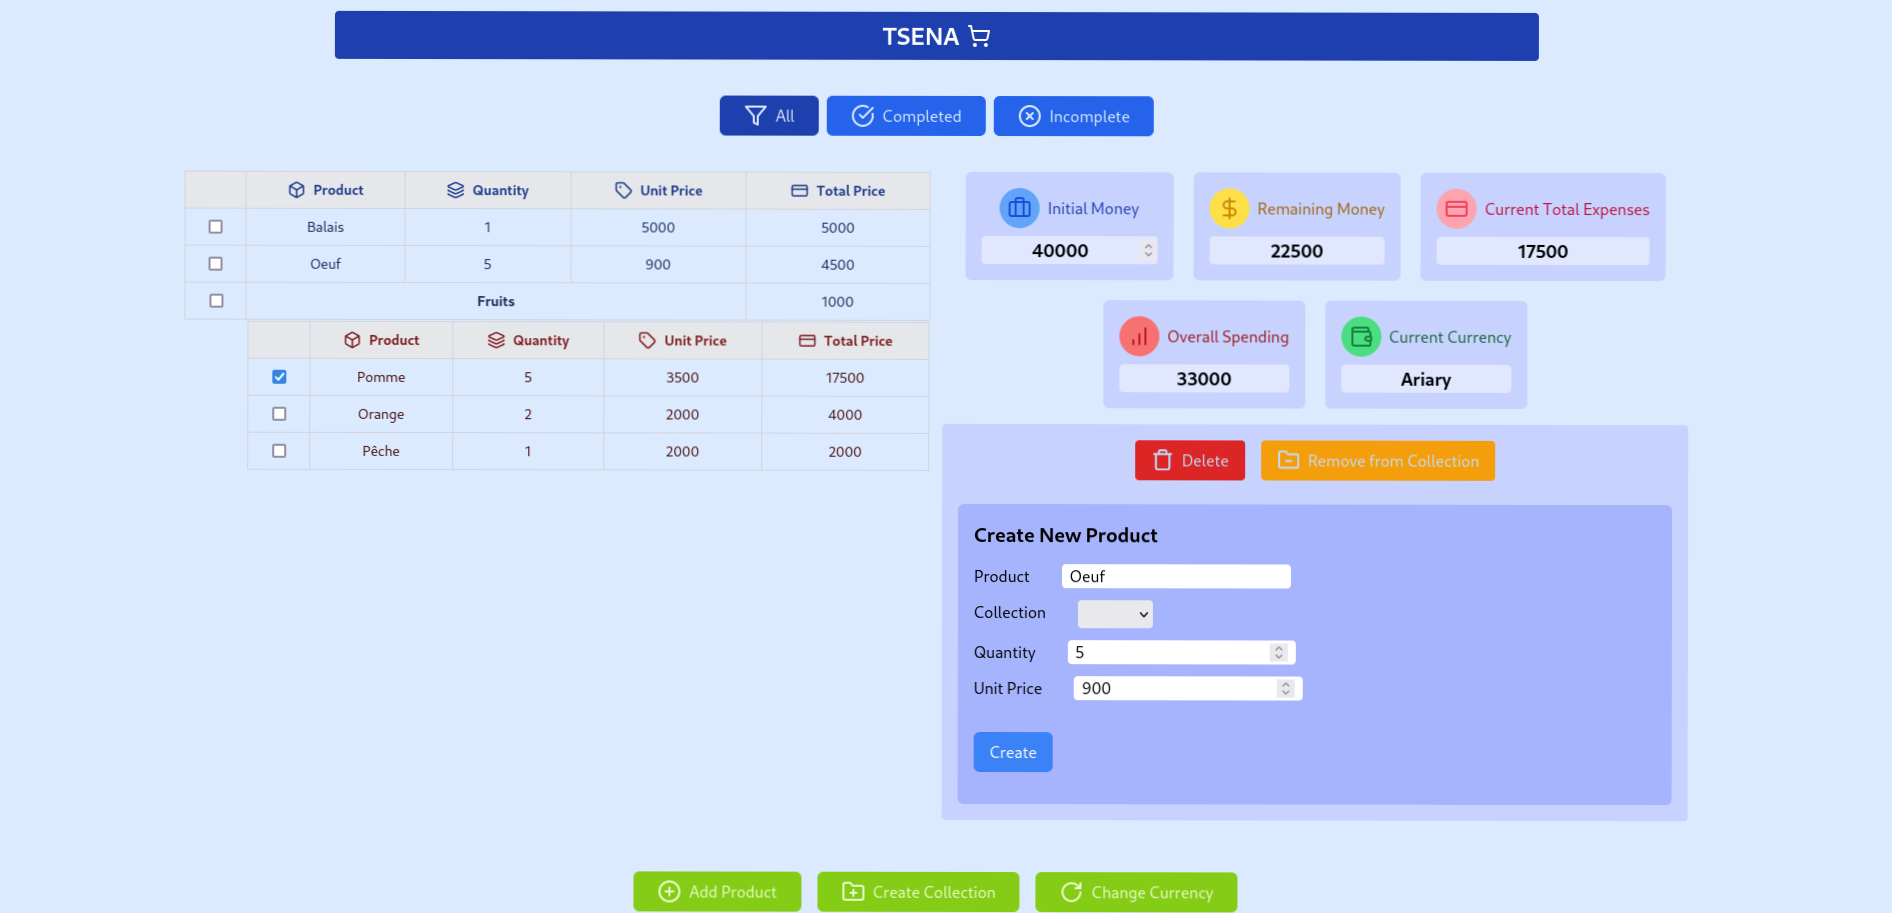 TSENA
All Completed Incomplete
Product Quantity Unit Price Total Price
Balais 1 5000 5000
Oeuf 5 900 4500
Fruits 1000
Product Quantity Unit Price Total Price
Pomme 5 3500 17500
Orange 2 2000 4000
Pêche 1 2000 2000
Initial Money
40000
Remaining Money
22500
Current Total Expenses
17500
Overall Spending
33000
Current Currency
Ariary
Delete Remove from Collection
Create New Product
Product Oeuf
Collection
Quantity 5
Unit Price 900
Create
Add Product Create Collection Change Currency